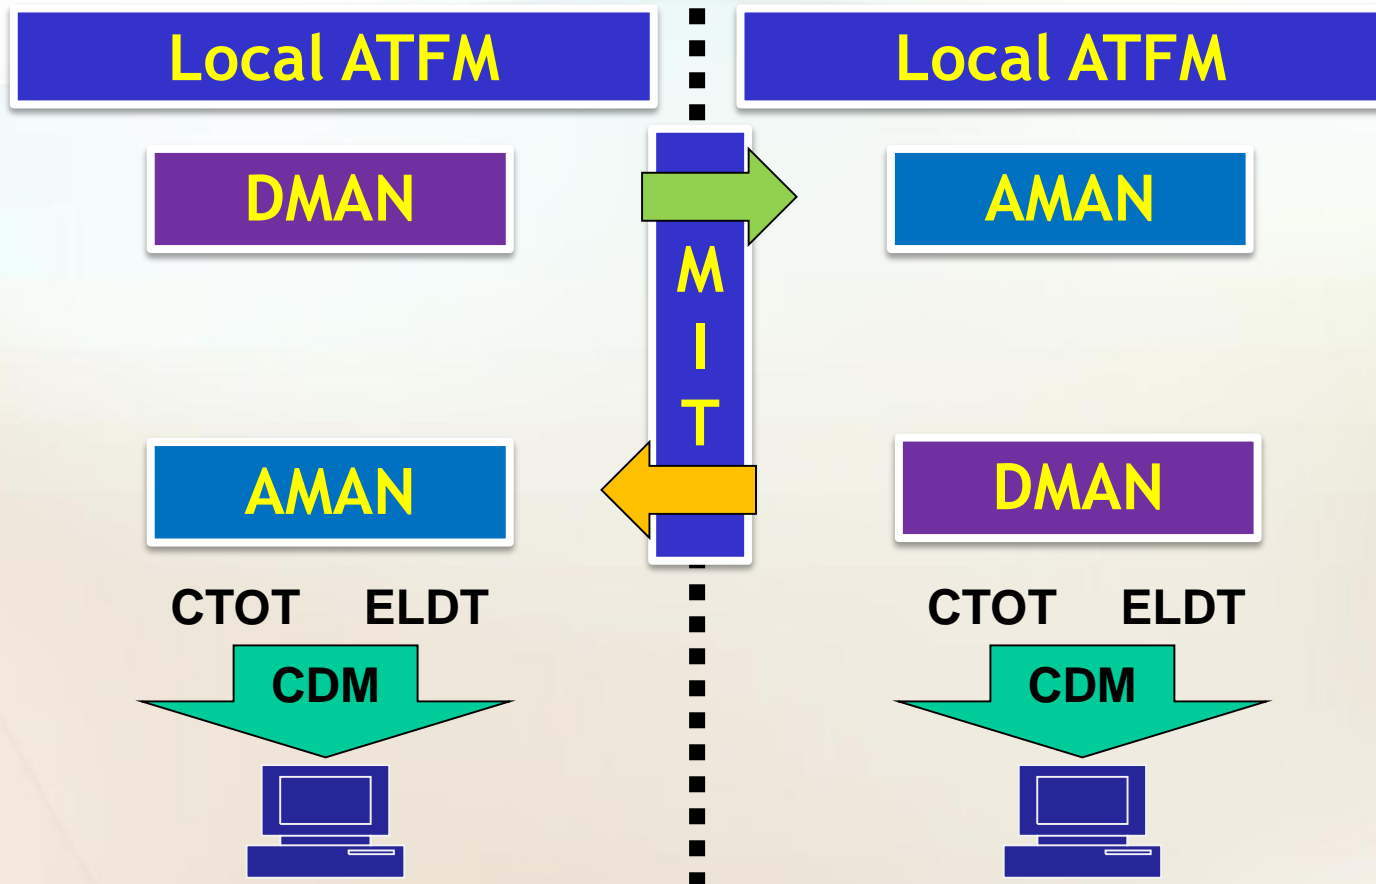 Local ATFM
Local ATFM
DMAN
AMAN
M
I
T
AMAN
DMAN
CTOT ELDT
CTOT ELDT
CDM
CDM